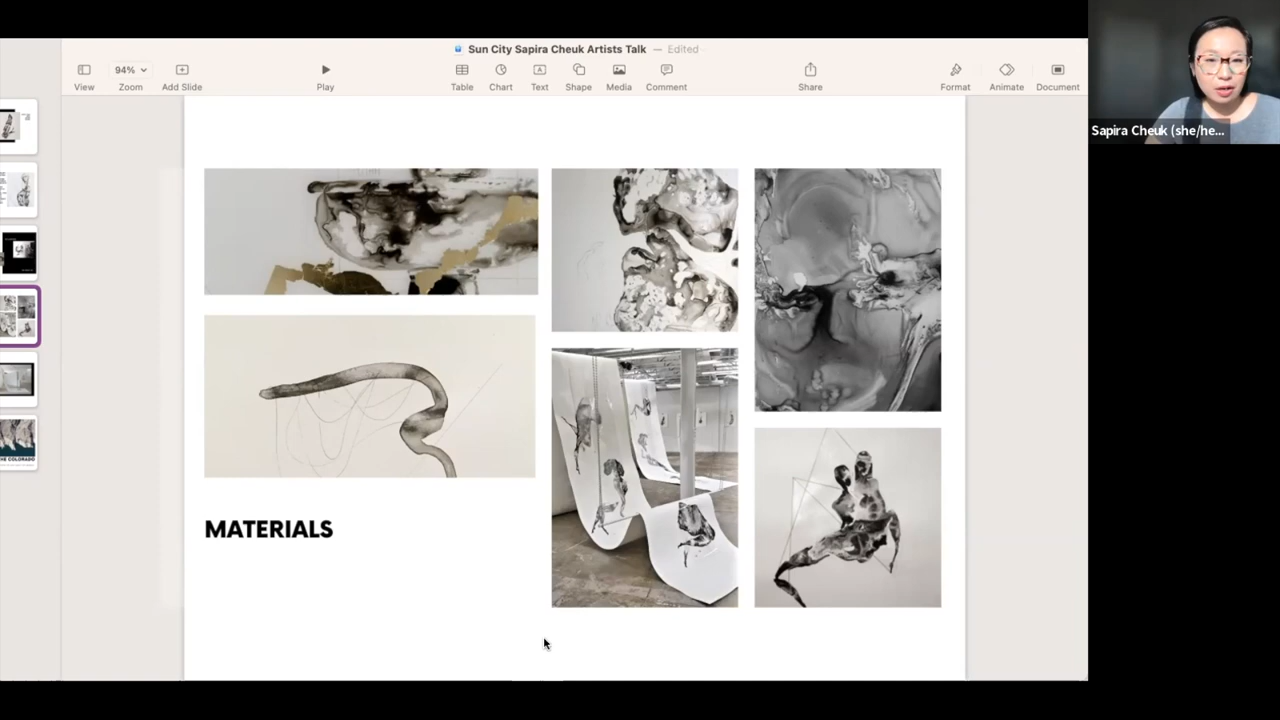 Sun City Sapira Cheuk Artists Talk — Edited
94%
View Zoom Add Slide Play Table Chart Text Shape Media Comment Share Format Animate Document
Sapira Cheuk (she/he...
MATERIALS